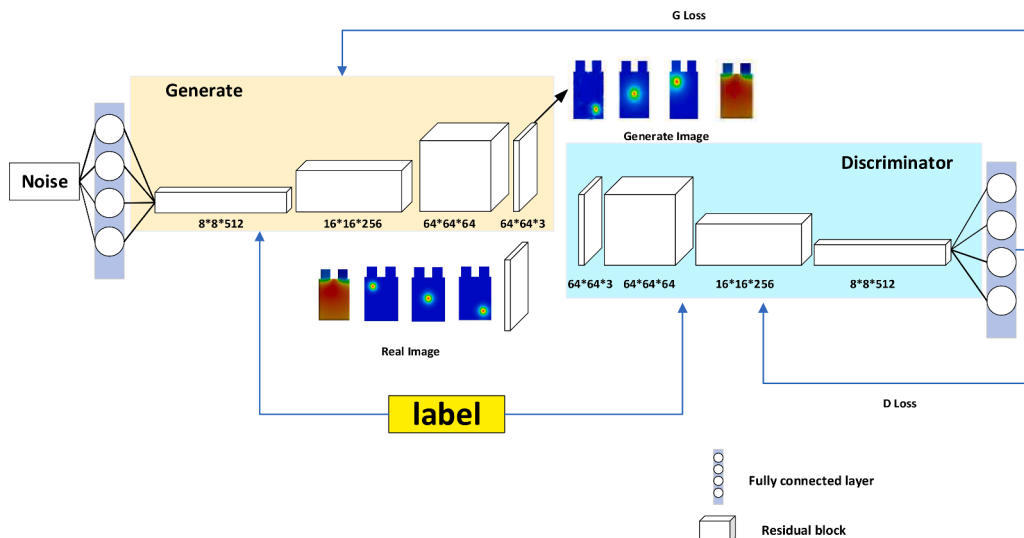 G Loss
Generate
Generate Image
Discriminator
Noise
8*8*512
16*16*256
64*64*64
64*64*3
64*64*3
64*64*64
16*16*256
8*8*512
Real Image
label
D Loss
Fully connected layer
Residual block